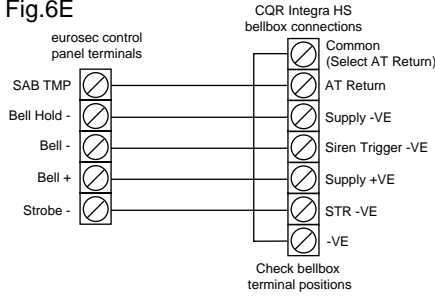 Fig.6E
CQR Integra HS
bellbox connections
eurosec control
panel terminals
Common
(Select AT Return)
SAB TMP
AT Return
Bell Hold -
Supply -VE
Bell -
Siren Trigger -VE
Bell +
Supply +VE
Strobe -
STR -VE
-VE
Check bellbox
terminal positions